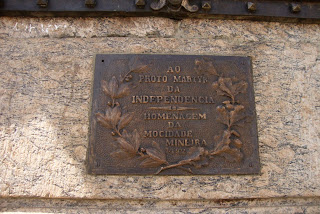 AO
PROTO MARTYR
DA
INDEPENDENCIA
HOMENAGEM
DA
MOCIDADE
MINEIRA